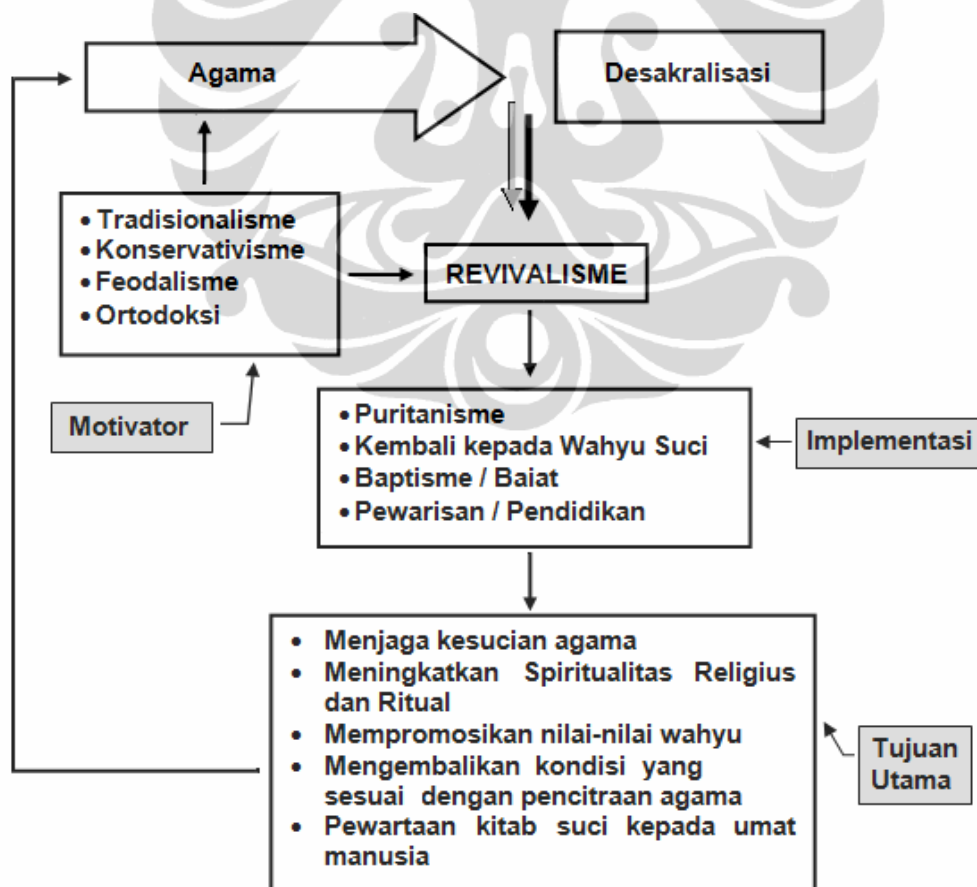 Agama
Desakralisasi
• Tradisionalisme
• Konservativisme
• Feodalisme
• Ortodoksi
REVIVALISME
Motivator
• Puritanisme
• Kembali kepada Wahyu Suci
• Baptisme / Baiat
• Pewarisan / Pendidikan
Implementasi
• Menjaga kesucian agama
• Meningkatkan Spiritualitas Religius
dan Ritual
• Mempromosikan nilai-nilai wahyu
• Mengembalikan kondisi yang
sesuai dengan pencitraan agama
• Pewartaan kitab suci kepada umat
manusia
Tujuan
Utama